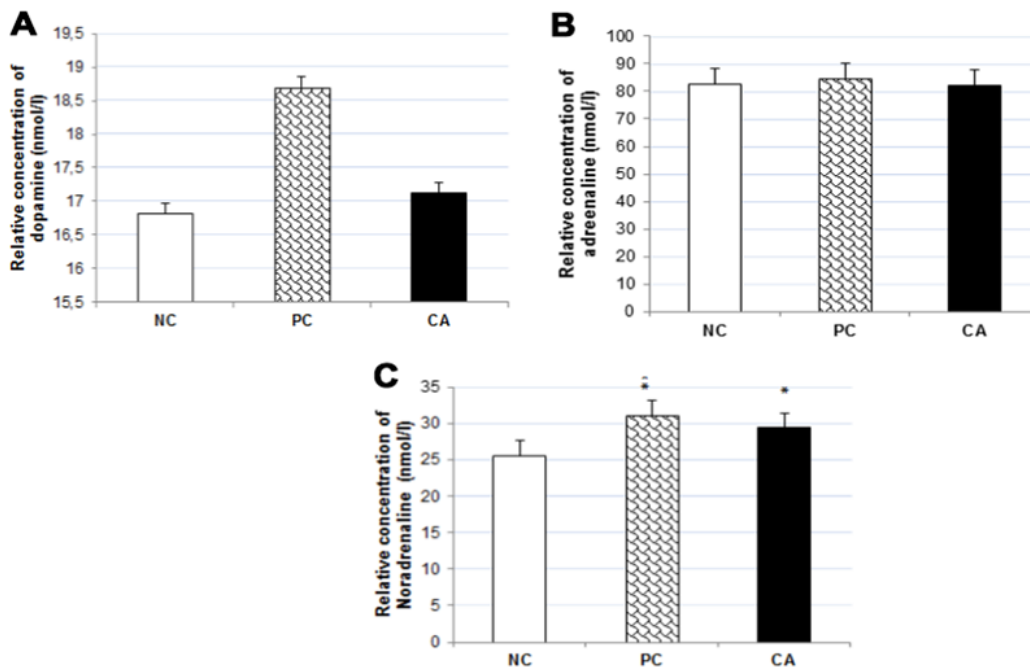 A
Relative concentration of
dopamine (nmol/l)
19,5
19
18,5
18
17,5
17
16,5
16
15,5
NC PC CA
B
Relative concentration of
adreenaline (nmol/l)
100
90
80
70
60
50
40
30
20
10
0
NC PC CA
C
Relative concentration of
Noradrenaline (nmol/l)
35
30
25
20
15
10
5
0
* *
NC PC CA